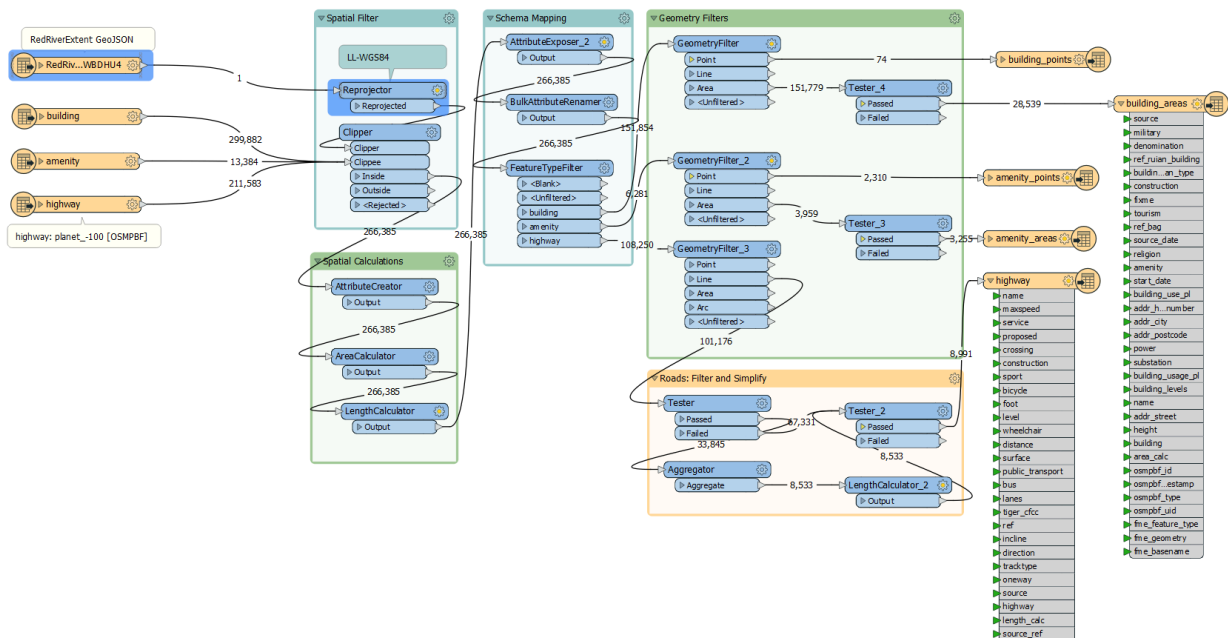 RedRiverExtent GeoJSON
RedRiv...WBDHU4
1
building
299,882
amenity
13,384
highway
211,583
highway: planet_-100 [OSMPBF]
Spatial Filter
LL-WGS84
Reprojector
Reprojected
Clipper
Clipper
Clippee
Inside
Outside
<Rejected>
266,385
Spatial Calculations
AttributeCreator
Output
266,385
AreaCalculator
Output
266,385
LengthCalculator
Output
266,385
Schema Mapping
AttributeExposer_2
Output
266,385
BulkAttributeRenamer
Output
266,385
FeatureTypeFilter
<Blank>
<Unfiltered>
building
amenity
highway
151,854
6,281
108,250
Geometry Filters
GeometryFilter
Point
Line
Area
<Unfiltered>
74
151,779
Tester_4
Passed
Failed
28,539
GeometryFilter_2
Point
Line
Area
<Unfiltered>
2,310
3,959
Tester_3
Passed
Failed
3,255
GeometryFilter_3
Point
Line
Area
Arc
<Unfiltered>
101,176
Roads: Filter and Simplify
Tester
Passed
Failed
67,331
33,845
Tester_2
Passed
Failed
8,991
8,533
Aggregator
Aggregate
8,533
LengthCalculator_2
Output
building_points
amenity_points
amenity_areas
highway
name
maxspeed
service
proposed
crossing
construction
sport
bicycle
foot
level
wheelchair
distance
surface
public_transport
bus
lanes
tiger_cfcc
ref
incline
direction
tracktype
oneway
source
highway
length_calc
source_ref
building_areas
source
military
denomination
ref_ruian_building
buildin...an_type
construction
fixme
tourism
ref_bag
source_date
religion
amenity
start_date
building_use_pl
addr_h...number
addr_city
addr_postcode
power
substation
building_usage_pl
building_levels
name
addr_street
height
building
area_calc
osmpbf_id
osmpbf...estamp
osmpbf_type
osmpbf_uid
fme_feature_type
fme_geometry
fme_basename